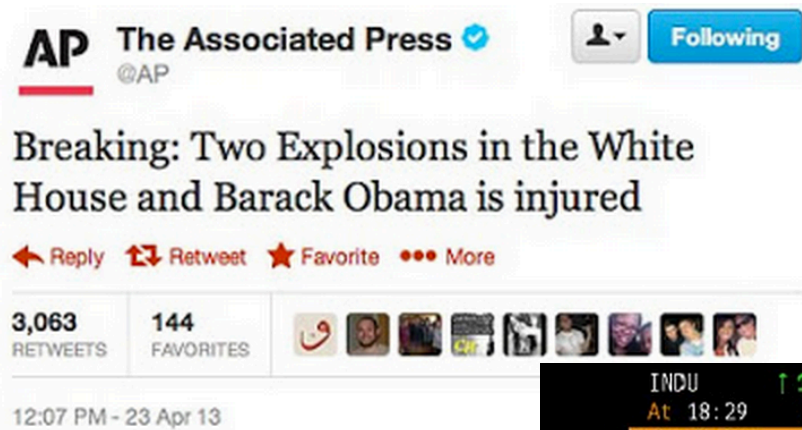 AP The Associated Press
@AP
Following
Breaking: Two Explosions in the White
House and Barack Obama is injured
Reply Retweet Favorite More
3,063 144
RETWEETS FAVORITES
12:07 PM - 23 Apr 13
INDU
At 18:29